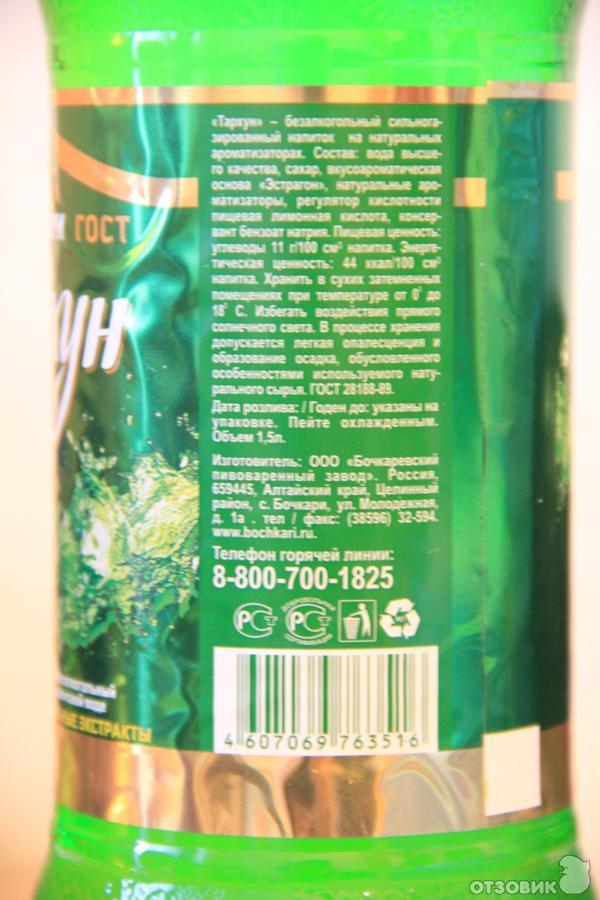 «Тархун» – безалкогольный сильнога-
зированный напиток на натуральных
ароматизаторах. Состав: вода высше-
го качества, сахар, вкусоароматическая
основа «Эстрагон», натуральные аро-
матизаторы, регулятор кислотности
пищевая лимонная кислота, консер-
вант бензоат натрия. Пищевая ценность:
углеводы 11 г/100 см³ напитка. Энерге-
тическая ценность: 44 ккал/100 см³
напитка. Хранить в сухих затемненных
помещениях при температуре от 0° до
18° С. Избегать воздействия прямого
солнечного света. В процессе хранения
допускается легкая опалесценция и
образование осадка, обусловленного
особенностями используемого нату-
рального сырья. ГОСТ 28188-89.
Дата розлива: / Годен до: указаны на
упаковке. Пейте охлажденным.
Объем 1,5л.
Изготовитель: ООО «Бочкаревский
пивоваренный завод». Россия,
659445, Алтайский край, Целинный
район, с. Бочкари, ул. Молодежная,
д. 1а . тел / факс: (38596) 32-594.
www.bochkari.ru
Телефон горячей линии:
8-800-700-1825
РСТ
ДОБРОВОЛЬНАЯ
РСТ
СЕРТИФИКАЦИЯ
4 607069 763516
ГОСТ
ун
ЭКСТРАКТЫ
ОТЗОВИК